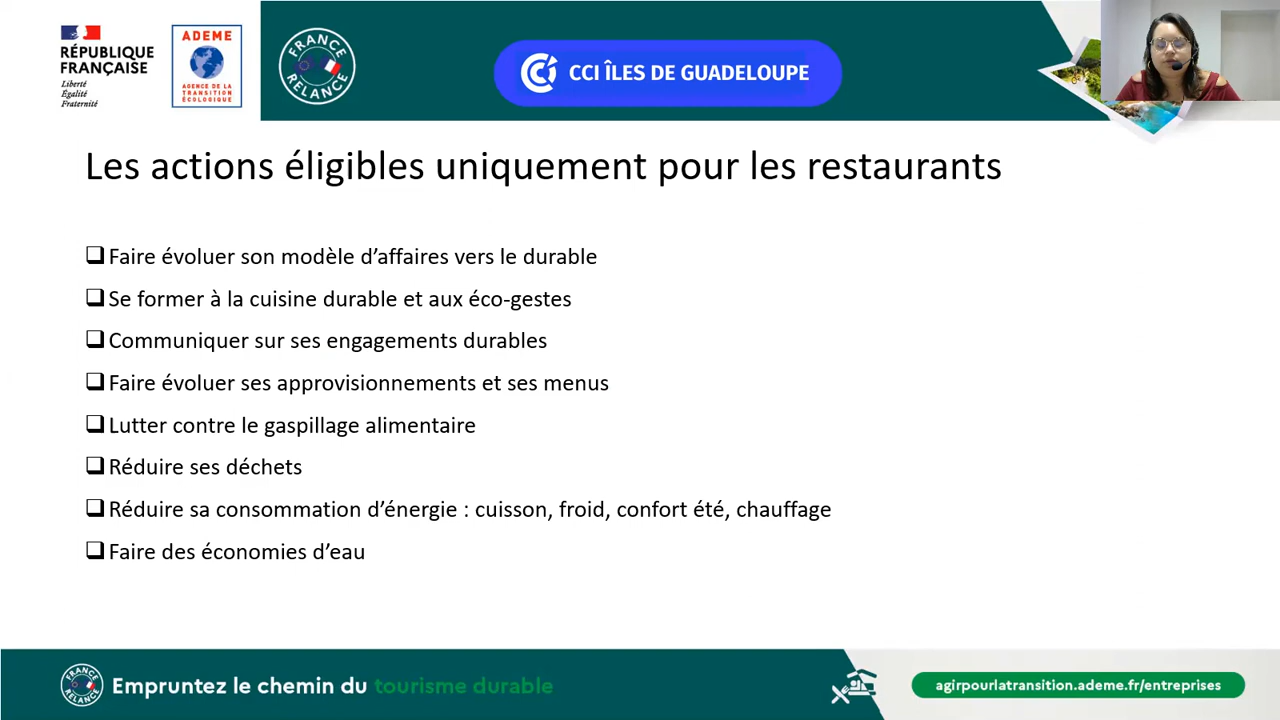 RÉPUBLIQUE
FRANÇAISE
Liberté
Égalité
Fraternité
ADEME
AGENCE DE LA
TRANSITION
ÉCOLOGIQUE
FRANCE
RELANCE
CCI ÎLES DE GUADELOUPE
Les actions éligibles uniquement pour les restaurants
Faire évoluer son modèle d’affaires vers le durable
Se former à la cuisine durable et aux éco-gestes
Communiquer sur ses engagements durables
Faire évoluer ses approvisionnements et ses menus
Lutter contre le gaspillage alimentaire
Réduire ses déchets
Réduire sa consommation d’énergie : cuisson, froid, confort été, chauffage
Faire des économies d’eau
FRANCE
RELANCE
Empruntez le chemin du tourisme durable
agirpourlatransition.ademe.fr/entreprises